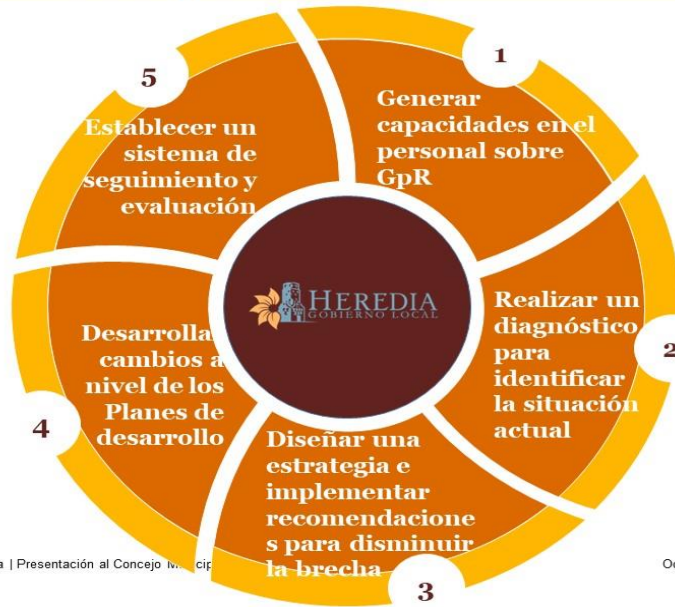 1
Generar
capacidades en el
personal sobre
GpR
2
Realizar un
diagnóstico
para
identificar
la situación
actual
3
Diseñar una
estrategia e
implementar
recomendacione
s para disminuir
la brecha
4
Desarrolla
cambios a
nivel de los
Planes de
desarrollo
5
Establecer un
sistema de
seguimiento y
evaluación
HEREDIA
GOBIERNO LOCAL
a | Presentación al Concejo